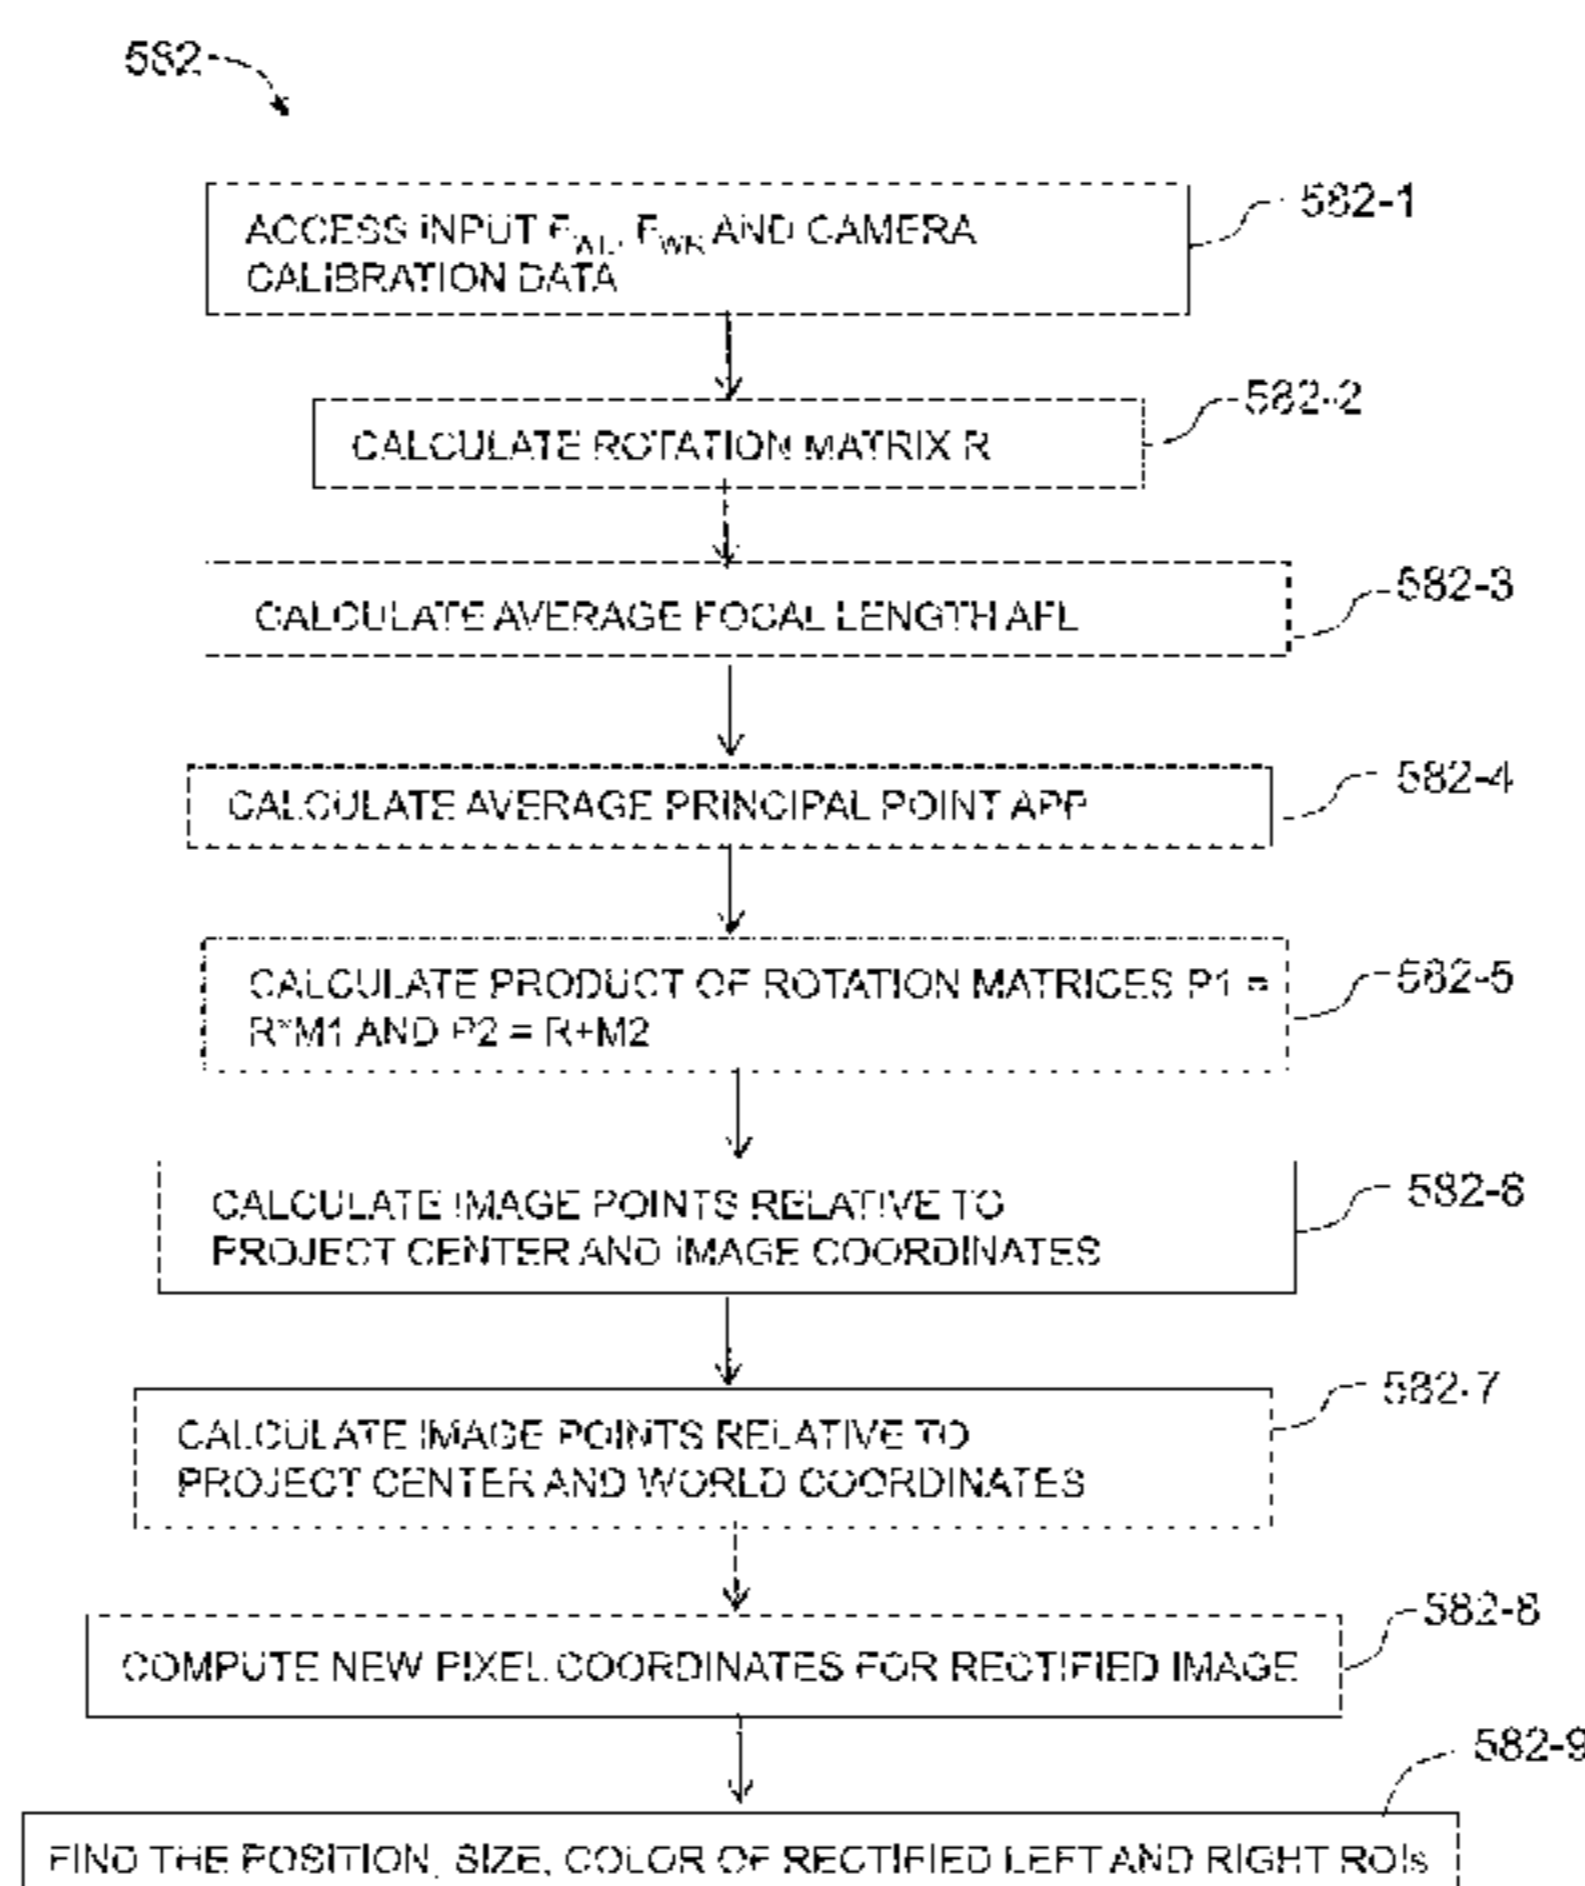 582
ACCESS INPUT AND CAMERA
CALIBRATION DATA
582-1
CALCULATE ROTATION MATRIX R
582-2
CALCULATE AVERAGE FOCAL LENGTH AFL
582-3
CALCULATE AVERAGE PRINCIPAL POINT APP
582-4
CALCULATE PRODUCT OF ROTATION MATRICES P1 =
R*M1 AND P2 = R+M2
582-5
CALCULATE IMAGE POINTS RELATIVE TO
PROJECT CENTER AND IMAGE COORDINATES
582-6
CALCULATE IMAGE POINTS RELATIVE TO
PROJECT CENTER AND WORLD COORDINATES
582-7
COMPUTE NEW PIXEL COORDINATES FOR RECTIFIED IMAGE
582-8
FIND THE POSITION, SIZE, COLOR OF RECTIFIED LEFT AND RIGHT ROIs
582-9